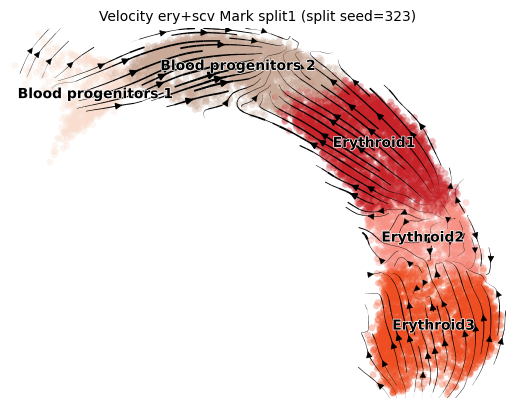 Velocity ery+scv Mark split1 (split seed=323)
Blood progenitors 2
Blood progenitors 1
Erythroid1
Erythroid2
Erythroid3